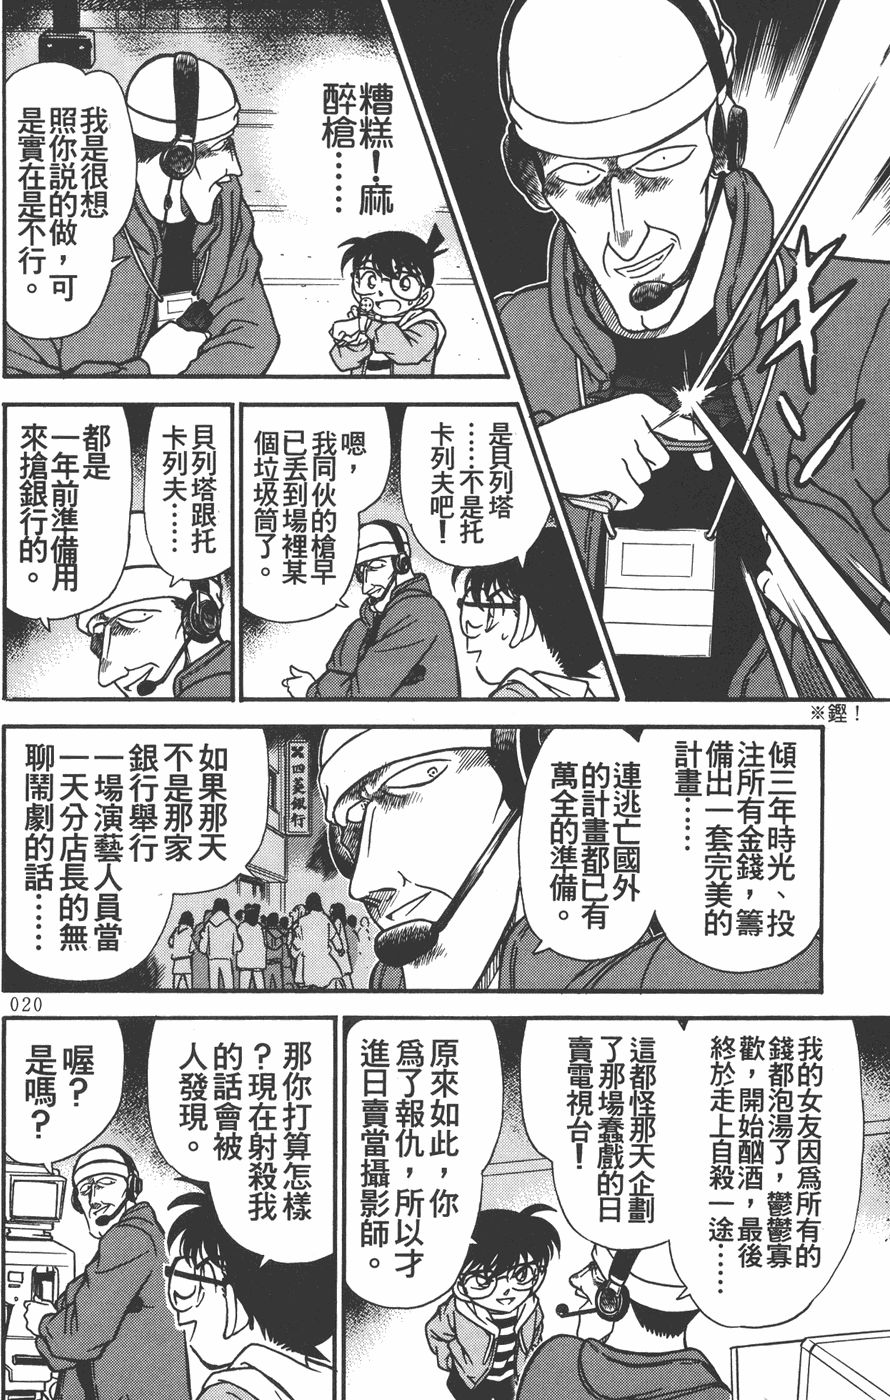 糟糕！麻
醉槍……
我是很想
照你說的做，可
是實在是不行。
※鏗！
是貝列塔
……不是托
卡列夫吧！
嗯，
我同伙的槍早
已丟到場裡某
個垃圾筒了。
貝列塔跟托
卡列夫……
都是
一年前準備用
來搶銀行的。
傾三年時光、投
注所有金錢，籌
備出一套完美的
計畫……
連逃亡國外
的計畫都已有
萬全的準備。
四菱銀行
如果那天
不是那家
銀行舉行
一場演藝人員當
一天分店長的無
聊鬧劇的話……
020
我的女友因爲所有的
錢都泡湯了，鬱鬱寡
歡，開始酗酒，最後
終於走上自殺一途……
這都怪那天企劃
了那場蠢戲的日
賣電視台！
原來如此，你
爲了報仇，所以才
進日賣當攝影師。
那你打算怎樣
？現在射殺我
的話會被
人發現。
喔？
是嗎？